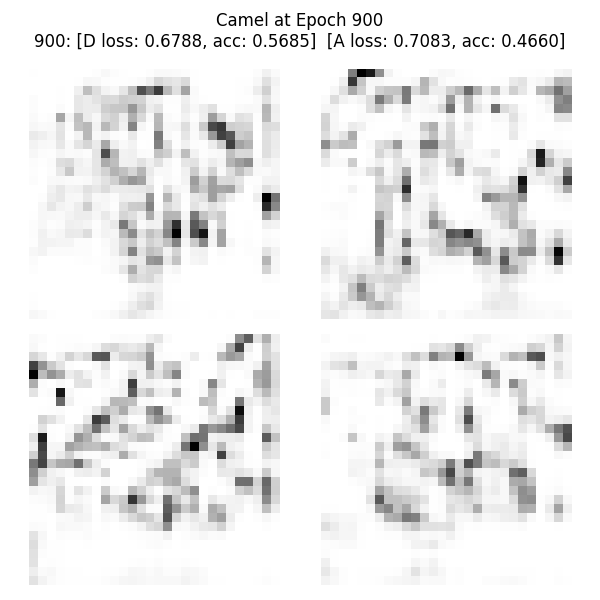 Camel at Epoch 900
900: [D loss: 0.6788, acc: 0.5685]  [A loss: 0.7083, acc: 0.4660]